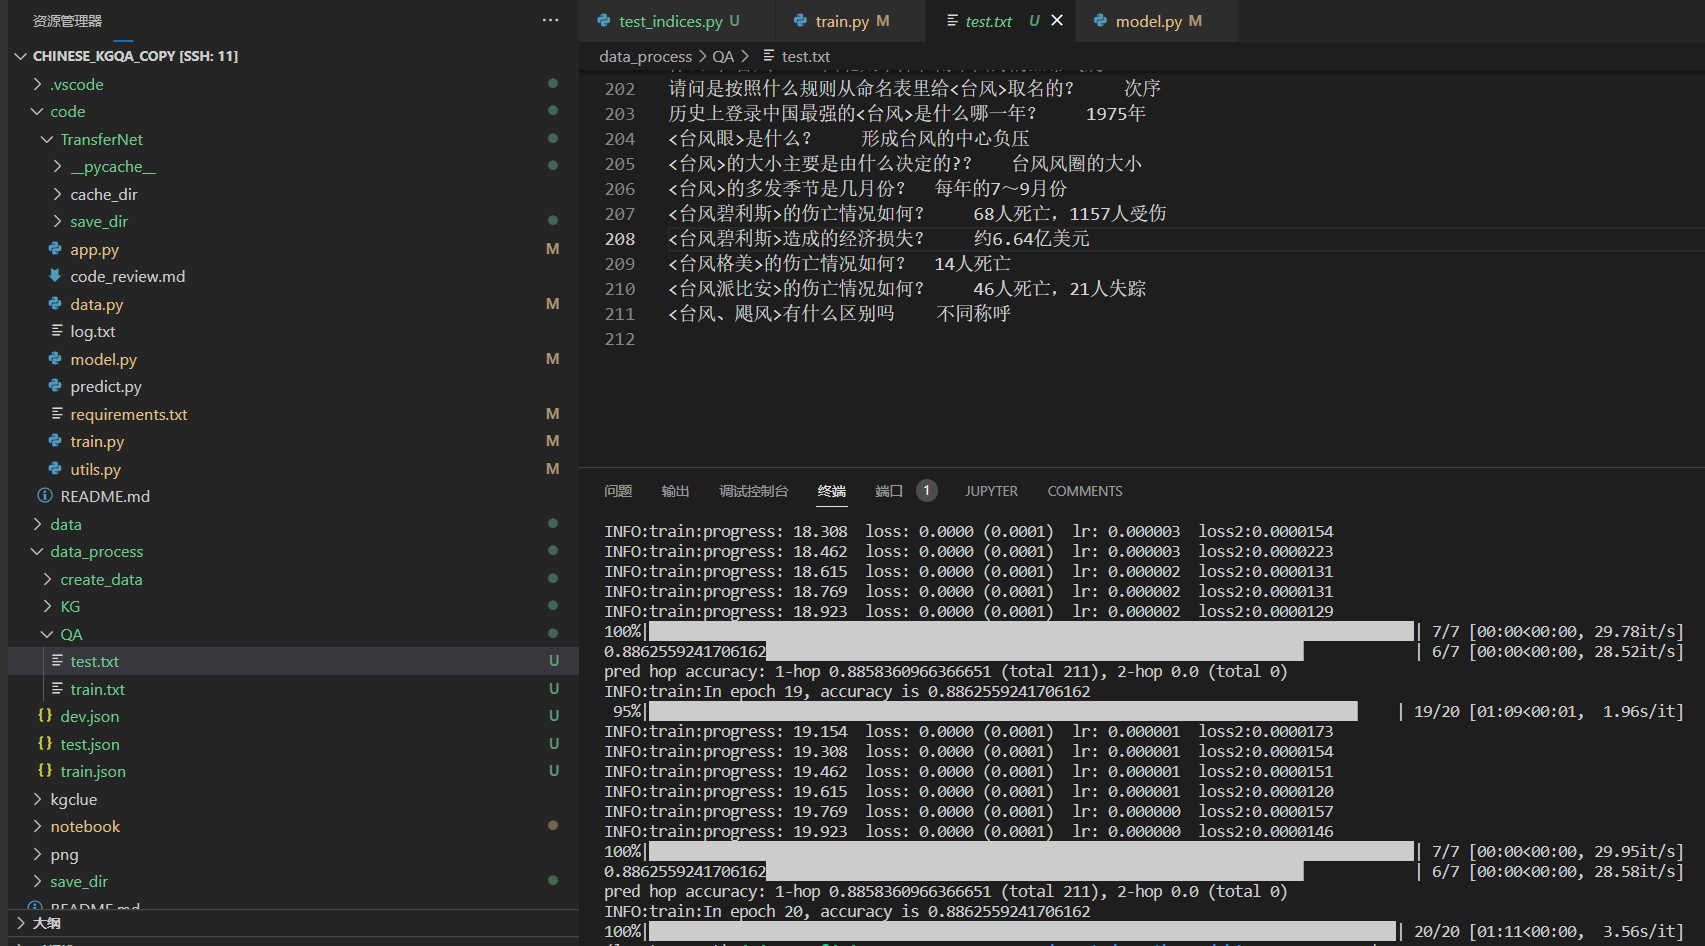 资源管理器
···
CHINESE_KGQA_COPY [SSH: 11]
.vscode
code
TransferNet
__pycache__
cache_dir
save_dir
app.py M
code_review.md
data.py M
log.txt
model.py M
predict.py
requirements.txt M
train.py M
utils.py M
README.md
data
data_process
create_data
KG
QA
test.txt U
train.txt U
dev.json U
test.json U
train.json U
kgclue
notebook
png
save_dir
README.md
大纲
test_indices.py U
train.py M
test.txt U
model.py M
data_process > QA > test.txt
202 请问是按照什么规则从命名表里给<台风>取名的? 次序
203 历史上登录中国最强的<台风>是什么哪一年? 1975年
204 <台风眼>是什么? 形成台风的中心负压
205 <台风>的大小主要是由什么决定的?? 台风风圈的大小
206 <台风>的多发季节是几月份? 每年的7～9月份
207 <台风碧利斯>的伤亡情况如何? 68人死亡，1157人受伤
208 <台风碧利斯>造成的经济损失? 约6.64亿美元
209 <台风格美>的伤亡情况如何? 14人死亡
210 <台风派比安>的伤亡情况如何? 46人死亡，21人失踪
211 <台风、飓风>有什么区别吗 不同称呼
212
问题 输出 调试控制台 终端 端口 1 JUPYTER COMMENTS
INFO:train:progress: 18.308 loss: 0.0000 (0.0001) lr: 0.000003 loss2:0.0000154
INFO:train:progress: 18.462 loss: 0.0000 (0.0001) lr: 0.000003 loss2:0.0000223
INFO:train:progress: 18.615 loss: 0.0000 (0.0001) lr: 0.000002 loss2:0.0000131
INFO:train:progress: 18.769 loss: 0.0000 (0.0001) lr: 0.000002 loss2:0.0000131
INFO:train:progress: 18.923 loss: 0.0000 (0.0001) lr: 0.000002 loss2:0.0000129
100%| | 7/7 [00:00<00:00, 29.78it/s]
0.8862559241706162 | 6/7 [00:00<00:00, 28.52it/s]
pred hop accuracy: 1-hop 0.8858360966366651 (total 211), 2-hop 0.0 (total 0)
INFO:train:In epoch 19, accuracy is 0.8862559241706162
95%| | 19/20 [01:09<00:01, 1.96s/it]
INFO:train:progress: 19.154 loss: 0.0000 (0.0001) lr: 0.000001 loss2:0.0000173
INFO:train:progress: 19.308 loss: 0.0000 (0.0001) lr: 0.000001 loss2:0.0000154
INFO:train:progress: 19.462 loss: 0.0000 (0.0001) lr: 0.000001 loss2:0.0000151
INFO:train:progress: 19.615 loss: 0.0000 (0.0001) lr: 0.000001 loss2:0.0000120
INFO:train:progress: 19.769 loss: 0.0000 (0.0001) lr: 0.000000 loss2:0.0000157
INFO:train:progress: 19.923 loss: 0.0000 (0.0001) lr: 0.000000 loss2:0.0000146
100%| | 7/7 [00:00<00:00, 29.95it/s]
0.8862559241706162 | 6/7 [00:00<00:00, 28.58it/s]
pred hop accuracy: 1-hop 0.8858360966366651 (total 211), 2-hop 0.0 (total 0)
INFO:train:In epoch 20, accuracy is 0.8862559241706162
100%| | 20/20 [01:11<00:00, 3.56s/it]